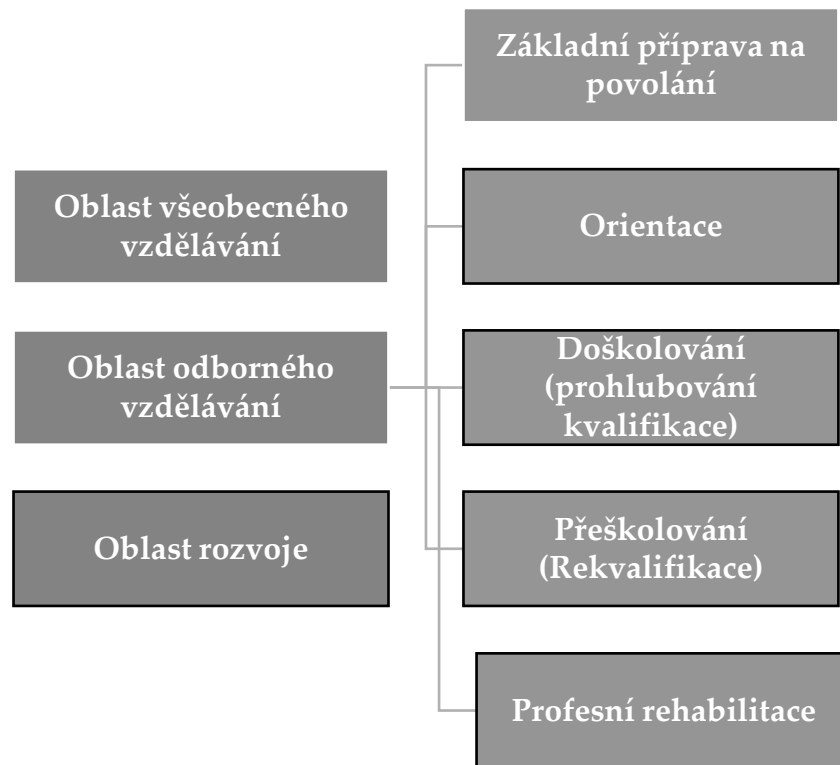 Oblast všeobecného
vzdělávání
Oblast odborného
vzdělávání
Oblast rozvoje
Základní příprava na
povolání
Orientace
Doškolování
(prohlubování
kvalifikace)
Přeškolování
(Rekvalifikace)
Profesní rehabilitace